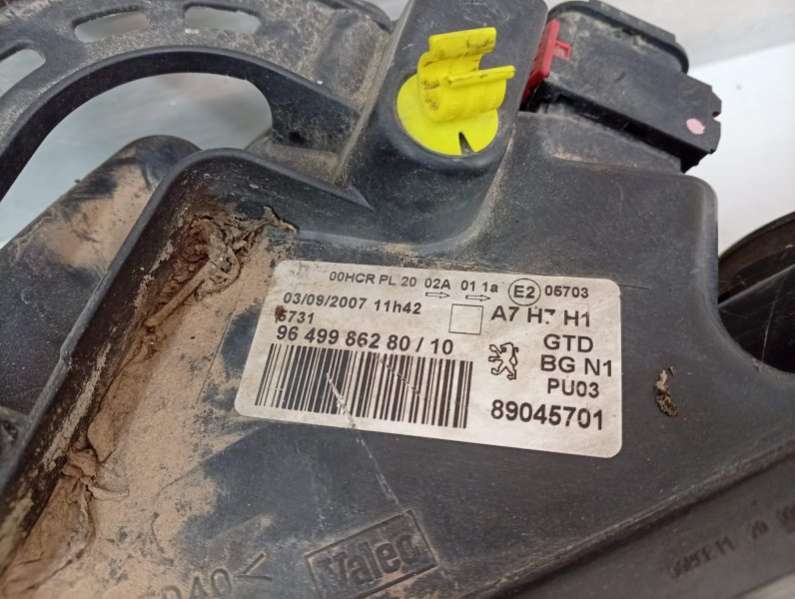 00HCR PL 20 02A 01 1a E2 05703
03/09/2007 11h42 A7 H7 H1
6731 GTD
96 499 862 80/10 BG N1
PU03
89045701
Valeo